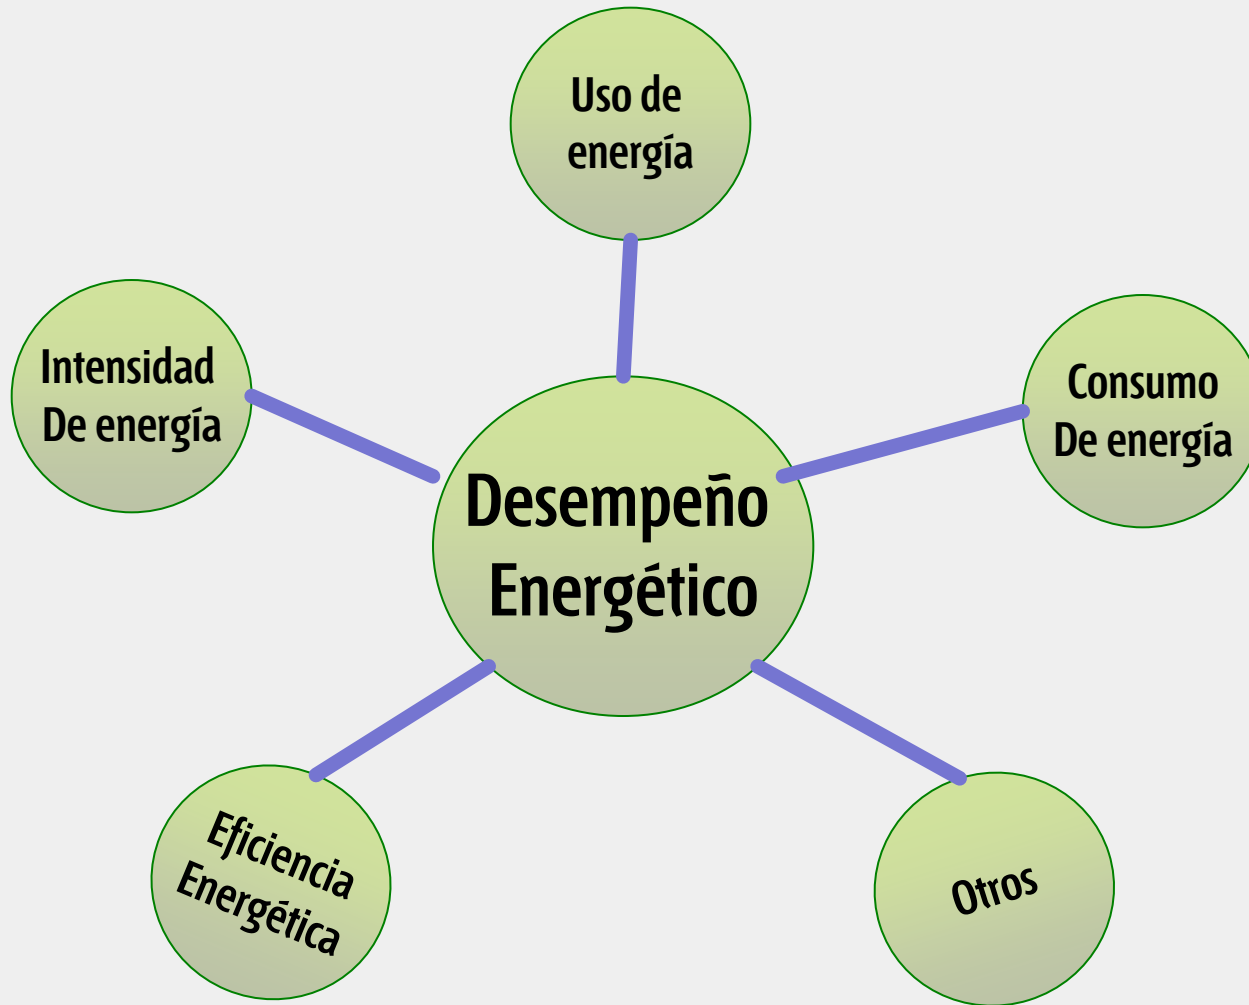 Uso de
energía
Intensidad
De energía
Consumo
De energía
Desempeño
Energético
Eficiencia
Energética
Otros